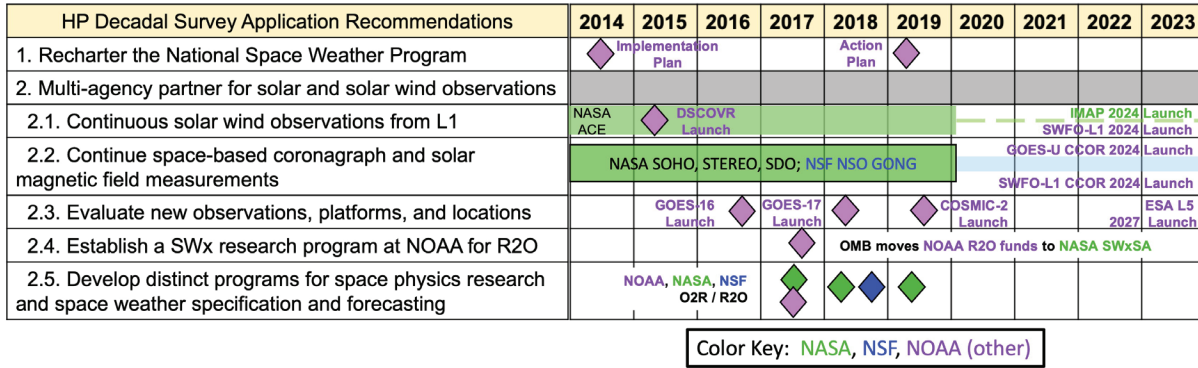 HP Decadal Survey Application Recommendations 2014 2015 2016 2017 2018 2019 2020 2021 2022 2023
1. Recharter the National Space Weather Program
Implementation
Plan
Action
Plan
2. Multi-agency partner for solar and solar wind observations
2.1. Continuous solar wind observations from L1
NASA
ACE
DSCOVR
Launch
IMAP 2024 Launch
SWFO-L1 2024 Launch
2.2. Continue space-based coronagraph and solar
magnetic field measurements
NASA SOHO, STEREO, SDO; NSF NSO GONG
GOES-U CCOR 2024 Launch
SWFO-L1 CCOR 2024 Launch
2.3. Evaluate new observations, platforms, and locations
GOES-16
Launch
GOES-17
Launch
COSMIC-2
Launch
ESA L5
2027 Launch
2.4. Establish a SWx research program at NOAA for R2O
OMB moves NOAA R2O funds to NASA SWxSA
2.5. Develop distinct programs for space physics research
and space weather specification and forecasting
NOAA, NASA, NSF
O2R / R2O
Color Key: NASA, NSF, NOAA (other)